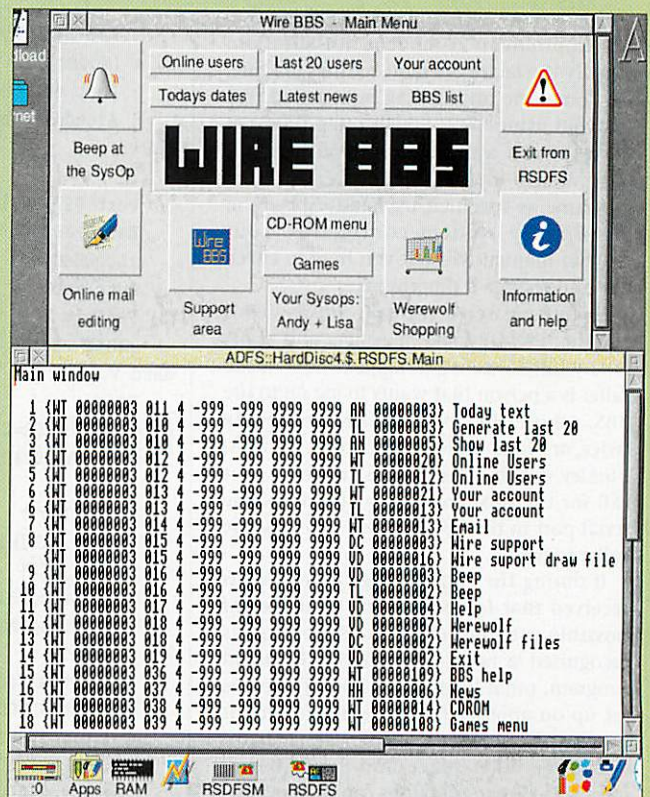 Wire BBS - Main Menu
Online users Last 20 users Your account
Todays dates Latest news BBS list
Beep at
the SysOp
WIRE BBS
Exit from
RSDFS
CD-ROM menu
Games
Wire
BBS
Online mail
editing
Support
area
Your Sysops:
Andy + Lisa
Werewolf
Shopping
Information
and help
ADFS::HardDisc4.$.RSDFS.Main
Main window
1 {WT 00000003 011 4 -999 -999 9999 9999 RN 00000003} Today text
2 {WT 00000003 010 4 -999 -999 9999 9999 TL 00000003} Generate last 20
3 {WT 00000003 010 4 -999 -999 9999 9999 RN 00000005} Show last 20
5 {WT 00000003 012 4 -999 -999 9999 9999 WT 00000020} Online Users
5 {WT 00000003 012 4 -999 -999 9999 9999 TL 00000012} Online Users
6 {WT 00000003 013 4 -999 -999 9999 9999 WT 00000021} Your account
6 {WT 00000003 013 4 -999 -999 9999 9999 TL 00000013} Your account
7 {WT 00000003 014 4 -999 -999 9999 9999 WT 00000013} Email
8 {WT 00000003 015 4 -999 -999 9999 9999 DC 00000003} Wire support
{WT 00000003 015 4 -999 -999 9999 9999 VD 00000016} Wire suport draw file
9 {WT 00000003 016 4 -999 -999 9999 9999 VD 00000003} Beep
10 {WT 00000003 016 4 -999 -999 9999 9999 TL 00000002} Beep
11 {WT 00000003 017 4 -999 -999 9999 9999 VD 00000004} Help
12 {WT 00000003 018 4 -999 -999 9999 9999 VD 00000007} Werewolf
13 {WT 00000003 018 4 -999 -999 9999 9999 DC 00000002} Werewolf files
14 {WT 00000003 019 4 -999 -999 9999 9999 VD 00000002} Exit
15 {WT 00000003 036 4 -999 -999 9999 9999 WT 00000109} BBS help
16 {WT 00000003 037 4 -999 -999 9999 9999 HH 00000006} News
17 {WT 00000003 038 4 -999 -999 9999 9999 WT 00000014} CDROM
18 {WT 00000003 039 4 -999 -999 9999 9999 WT 00000108} Games menu
:0 Apps RAM RSDFSM RSDFS